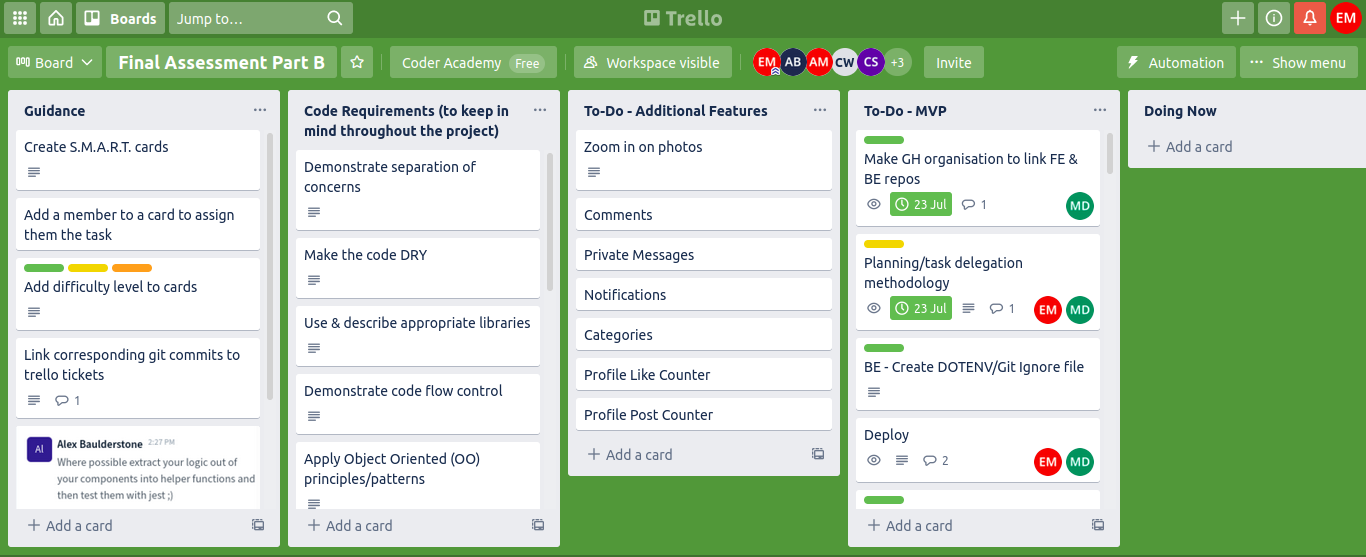 Boards
Jump to…
Trello
EM
Board
Final Assessment Part B
Coder Academy Free
Workspace visible
EM AB AM CW CS +3
Invite
Automation
Show menu
Guidance
Create S.M.A.R.T. cards
Add a member to a card to assign
them the task
Add difficulty level to cards
Link corresponding git commits to
trello tickets
1
Al
Alex Baulderstone 2:27 PM
Where possible extract your logic out of
your components into helper functions and
then test them with jest ;)
+ Add a card
Code Requirements (to keep in
mind throughout the project)
Demonstrate separation of
concerns
Make the code DRY
Use & describe appropriate libraries
Demonstrate code flow control
Apply Object Oriented (OO)
principles/patterns
+ Add a card
To-Do - Additional Features
Zoom in on photos
Comments
Private Messages
Notifications
Categories
Profile Like Counter
Profile Post Counter
+ Add a card
To-Do - MVP
Make GH organisation to link FE &
BE repos
23 Jul 1 MD
Planning/task delegation
methodology
23 Jul 1 EM MD
BE - Create DOTENV/Git Ignore file
Deploy
2 EM MD
+ Add a card
Doing Now
+ Add a card